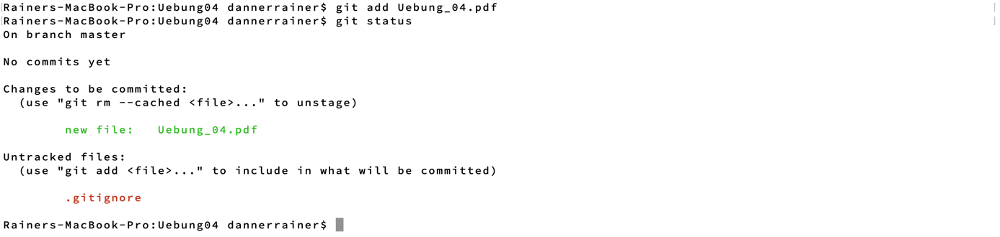 Rainers-MacBook-Pro:Uebung04 dannerrainer$ git add Uebung_04.pdf
Rainers-MacBook-Pro:Uebung04 dannerrainer$ git status
On branch master
No commits yet
Changes to be committed:
(use "git rm --cached <file>..." to unstage)
new file: Uebung_04.pdf
Untracked files:
(use "git add <file>..." to include in what will be committed)
.gitignore
Rainers-MacBook-Pro:Uebung04 dannerrainer$